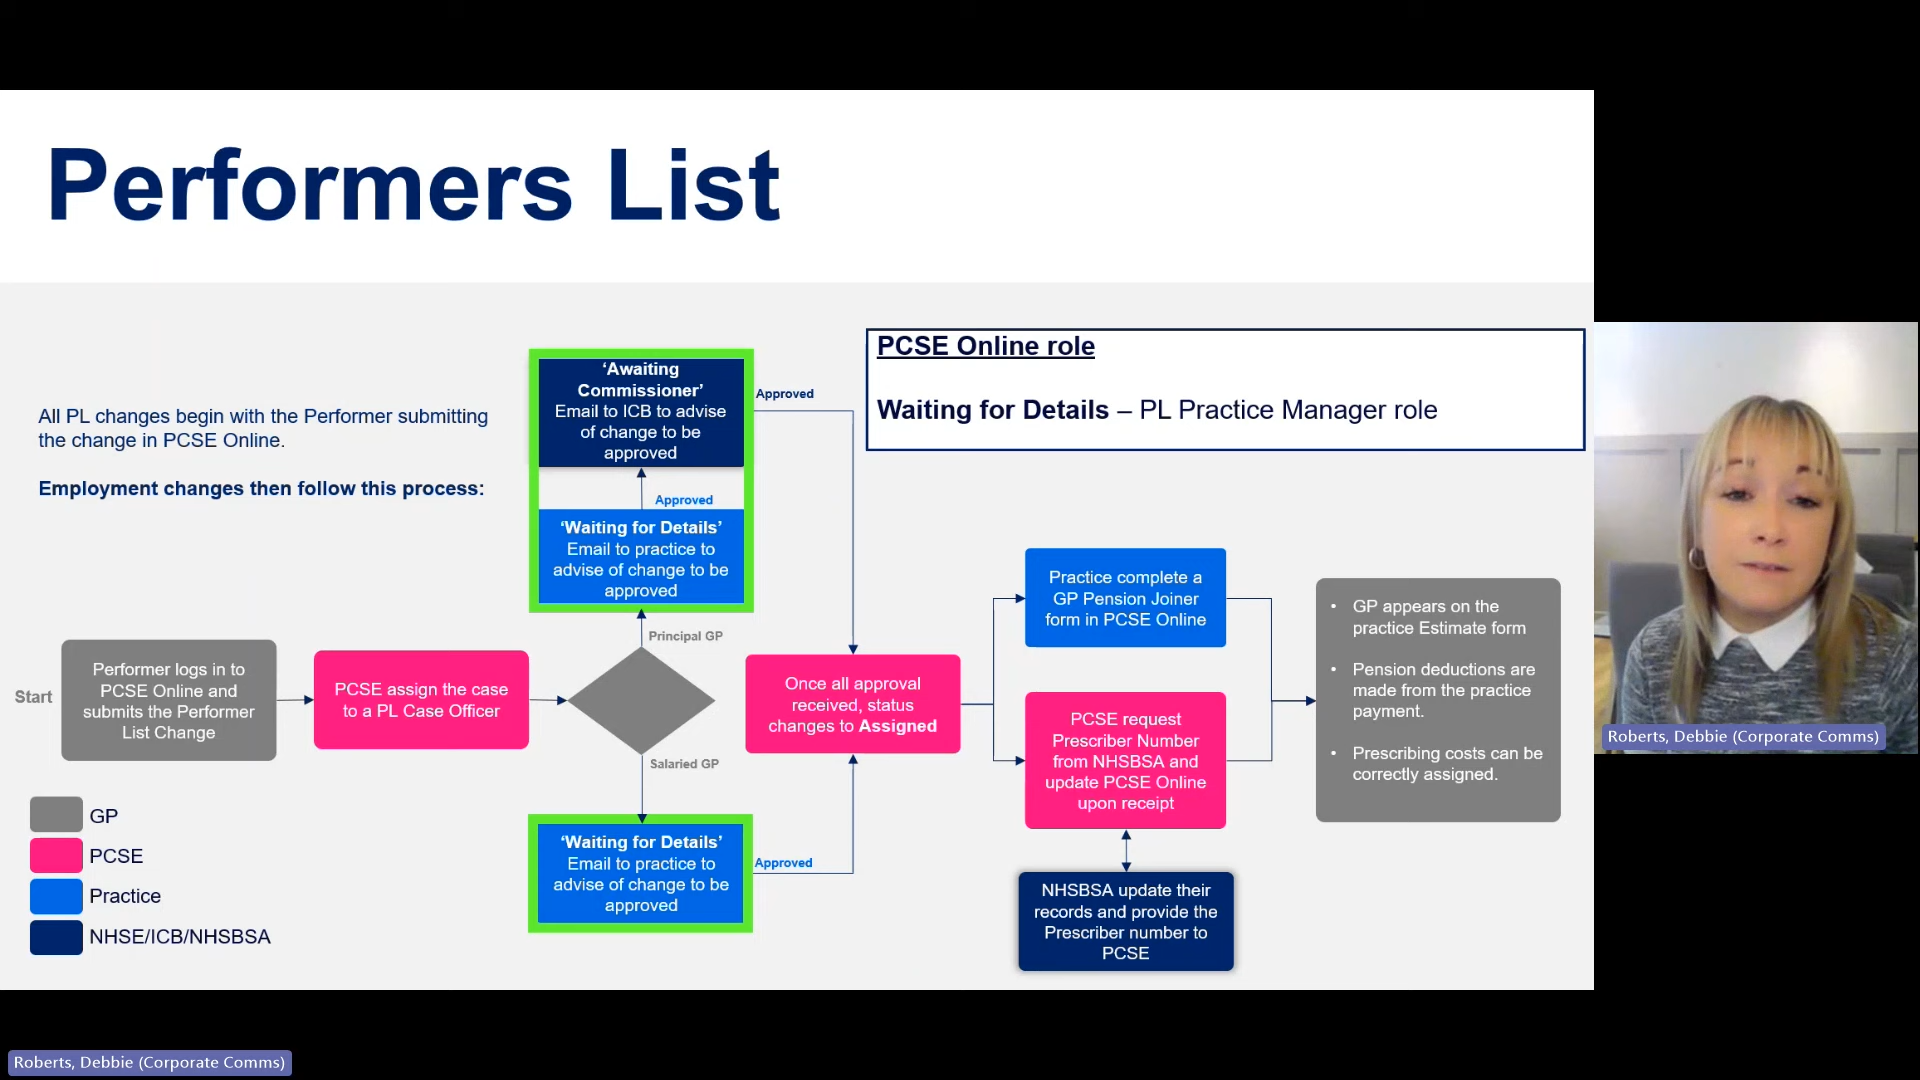 Performers List
PCSE Online role
Waiting for Details – PL Practice Manager role
All PL changes begin with the Performer submitting
the change in PCSE Online.
Employment changes then follow this process:
‘Awaiting
Commissioner’
Email to ICB to advise
of change to be
approved
Approved
Approved
‘Waiting for Details’
Email to practice to
advise of change to be
approved
Principal GP
Start
Performer logs in to
PCSE Online and
submits the Performer
List Change
PCSE assign the case
to a PL Case Officer
Salaried GP
‘Waiting for Details’
Email to practice to
advise of change to be
approved
Approved
Once all approval
received, status
changes to Assigned
Practice complete a
GP Pension Joiner
form in PCSE Online
PCSE request
Prescriber Number
from NHSBSA and
update PCSE Online
upon receipt
NHSBSA update their
records and provide the
Prescriber number to
PCSE
• GP appears on the
practice Estimate form
• Pension deductions are
made from the practice
payment.
• Prescribing costs can be
correctly assigned.
GP
PCSE
Practice
NHSE/ICB/NHSBSA
Roberts, Debbie (Corporate Comms)
Roberts, Debbie (Corporate Comms)